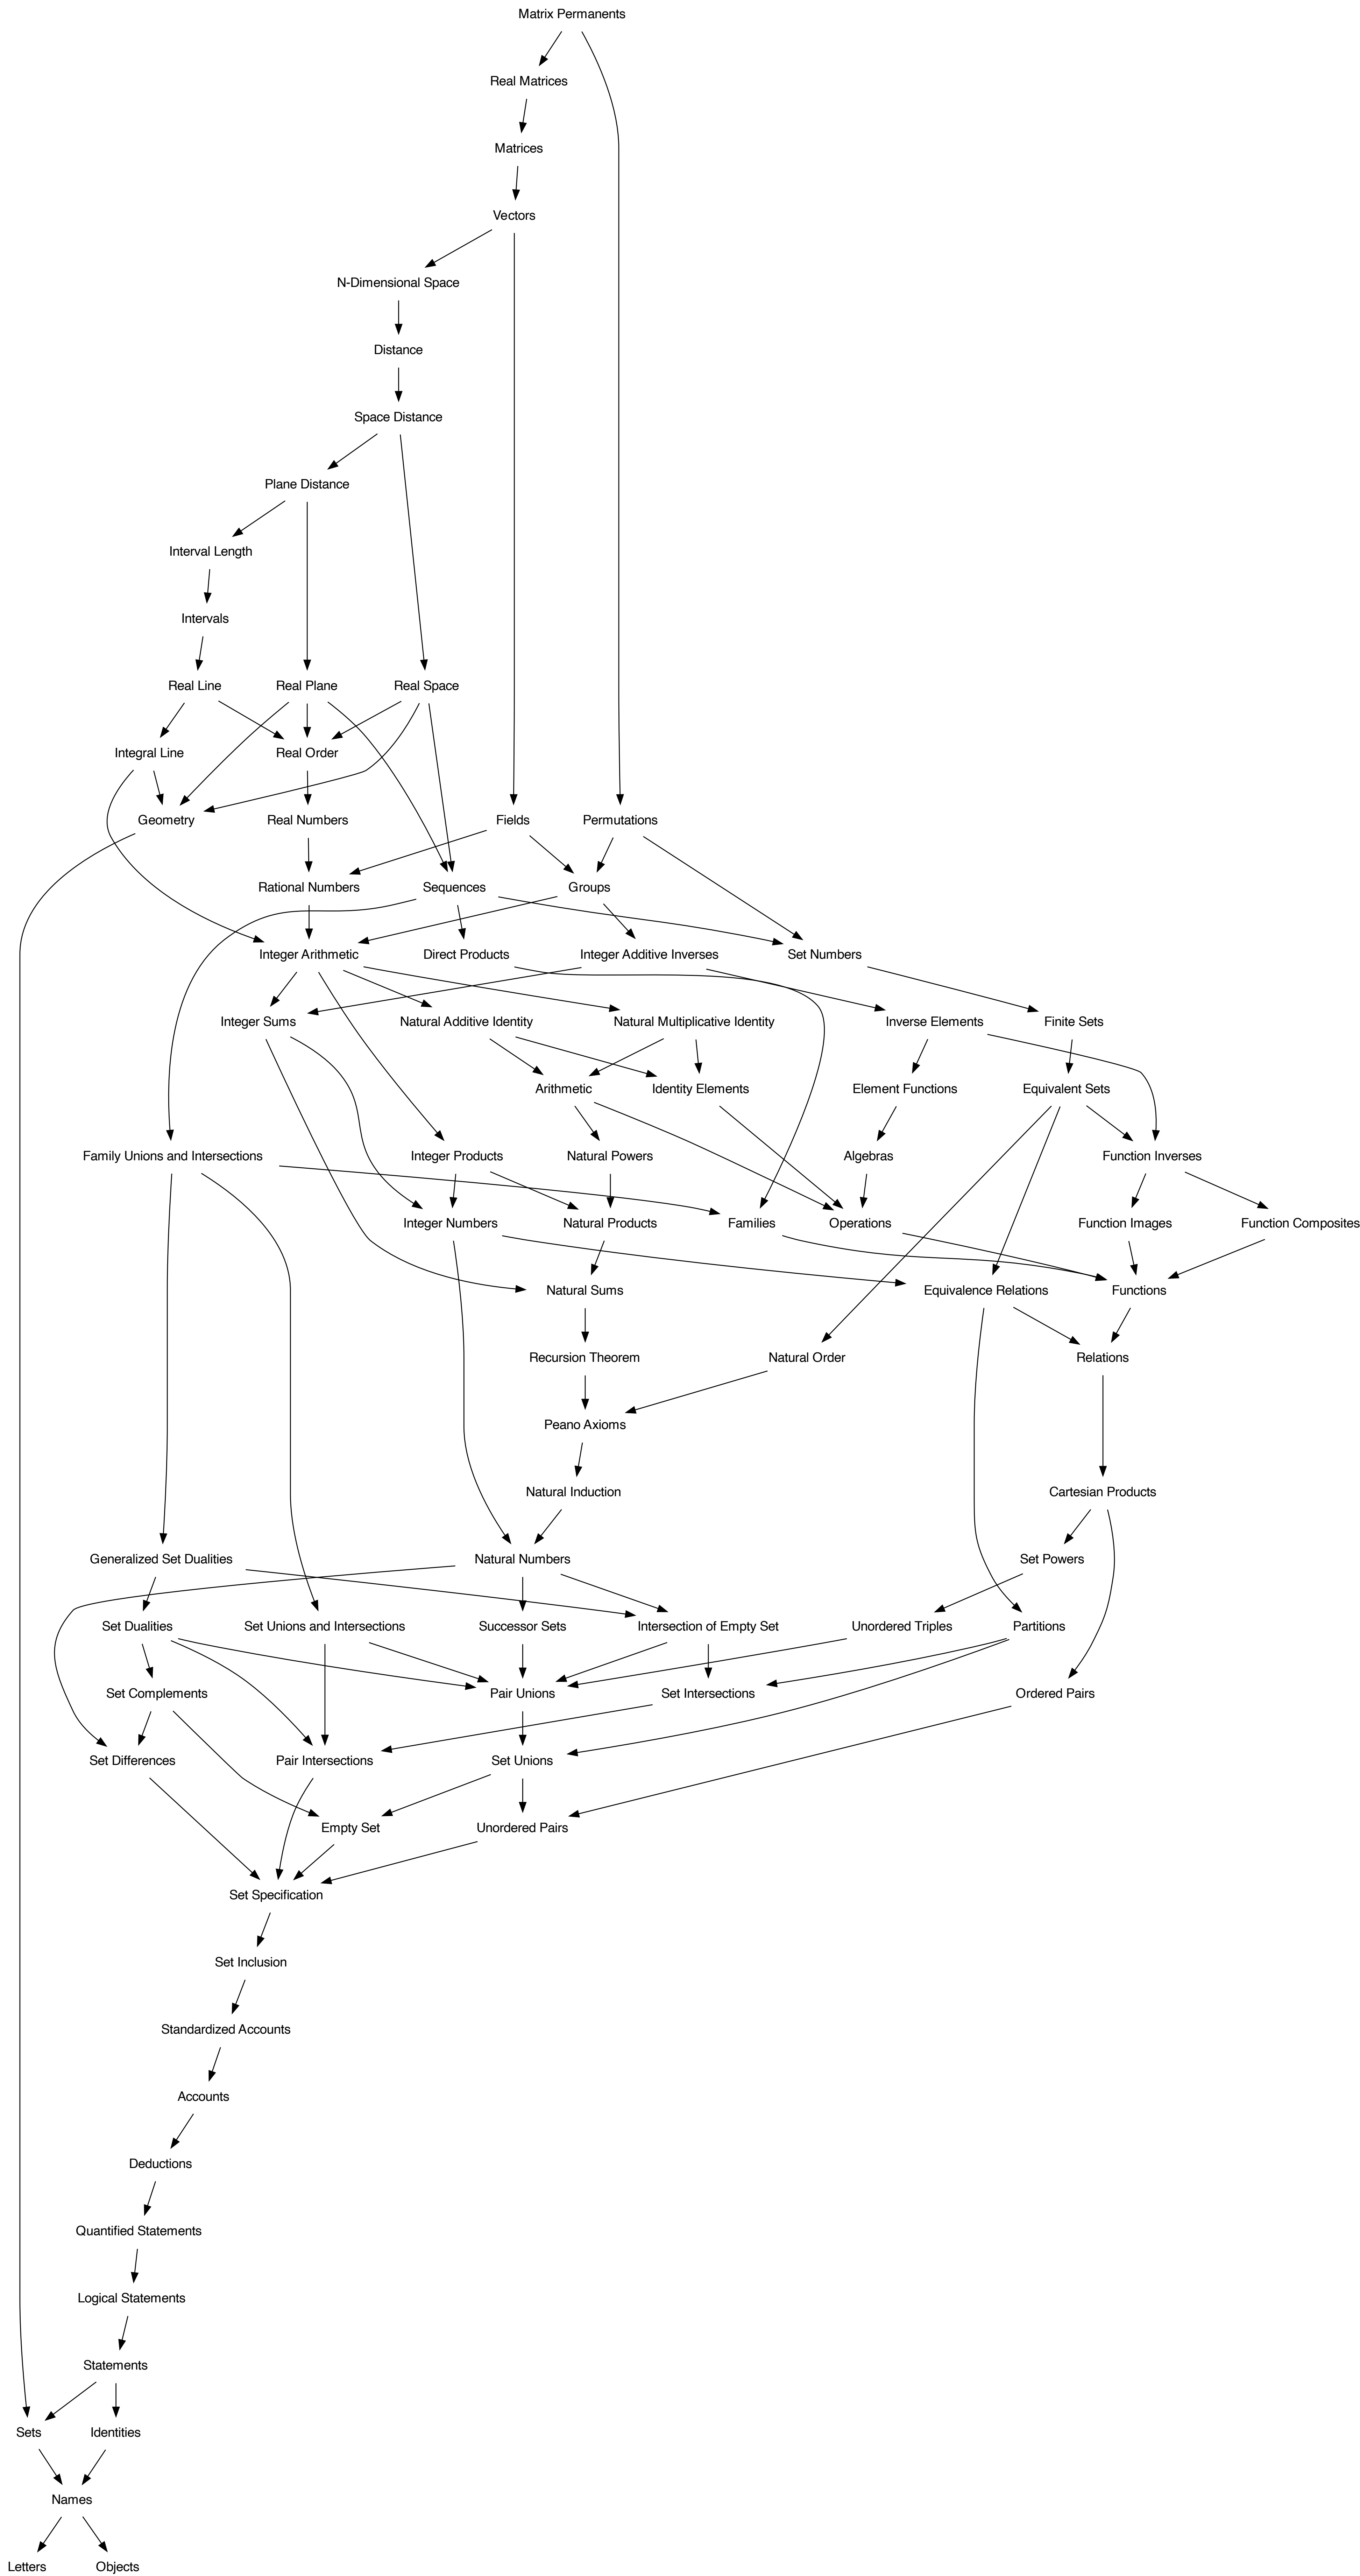 Matrix Permanents
Real Matrices
Matrices
Vectors
N-Dimensional Space
Distance
Space Distance
Plane Distance
Interval Length
Intervals
Real Line
Real Plane
Real Space
Integral Line
Real Order
Geometry
Real Numbers
Fields
Permutations
Rational Numbers
Sequences
Groups
Integer Arithmetic
Direct Products
Integer Additive Inverses
Set Numbers
Integer Sums
Natural Additive Identity
Natural Multiplicative Identity
Inverse Elements
Finite Sets
Arithmetic
Identity Elements
Element Functions
Equivalent Sets
Family Unions and Intersections
Integer Products
Natural Powers
Algebras
Function Inverses
Integer Numbers
Natural Products
Families
Operations
Function Images
Function Composites
Natural Sums
Equivalence Relations
Functions
Recursion Theorem
Natural Order
Relations
Peano Axioms
Natural Induction
Cartesian Products
Generalized Set Dualities
Natural Numbers
Set Powers
Set Dualities
Set Unions and Intersections
Successor Sets
Intersection of Empty Set
Unordered Triples
Partitions
Set Complements
Pair Unions
Set Intersections
Ordered Pairs
Set Differences
Pair Intersections
Set Unions
Empty Set
Unordered Pairs
Set Specification
Set Inclusion
Standardized Accounts
Accounts
Deductions
Quantified Statements
Logical Statements
Statements
Sets
Identities
Names
Letters
Objects